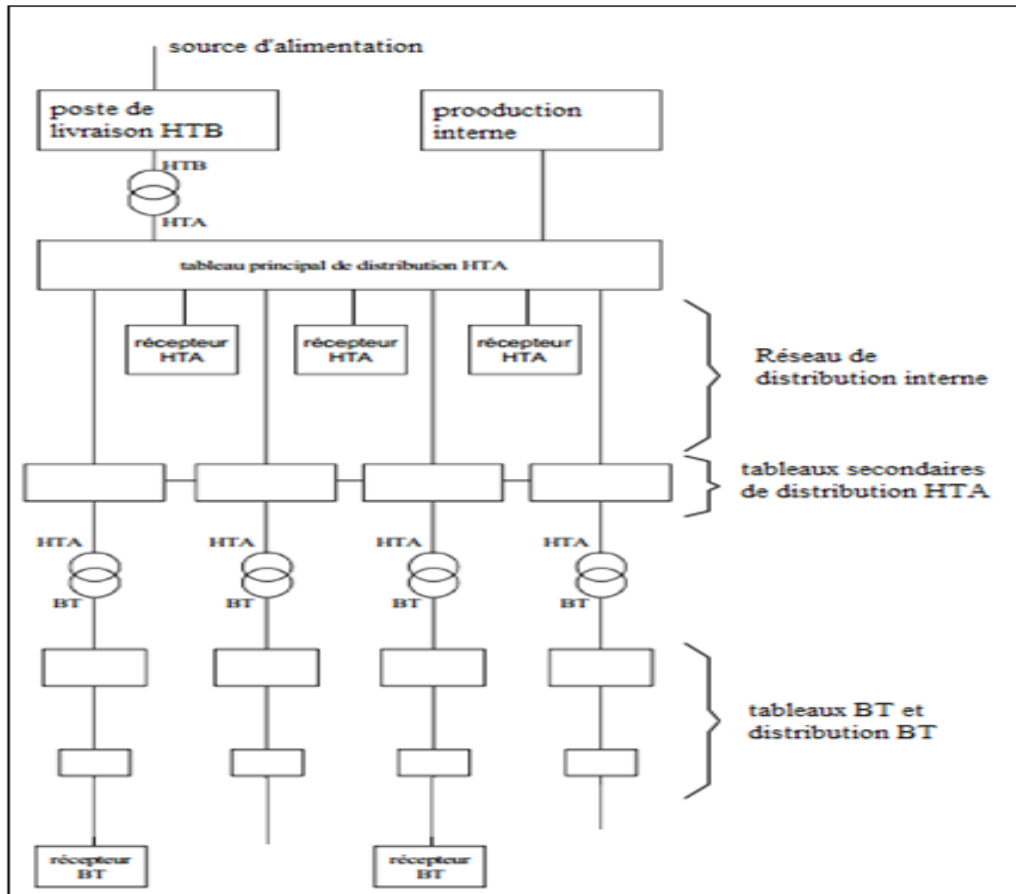 source d'alimentation
poste de
livraison HTB
prooduction
interne
HTB
HTA
tableau principal de distribution HTA
récepteur
HTA
récepteur
HTA
récepteur
HTA
Réseau de
distribution interne
tableaux secondaires
de distribution HTA
HTA
HTA
HTA
HTA
BT
BT
BT
BT
tableaux BT et
distribution BT
récepteur
BT
récepteur
BT